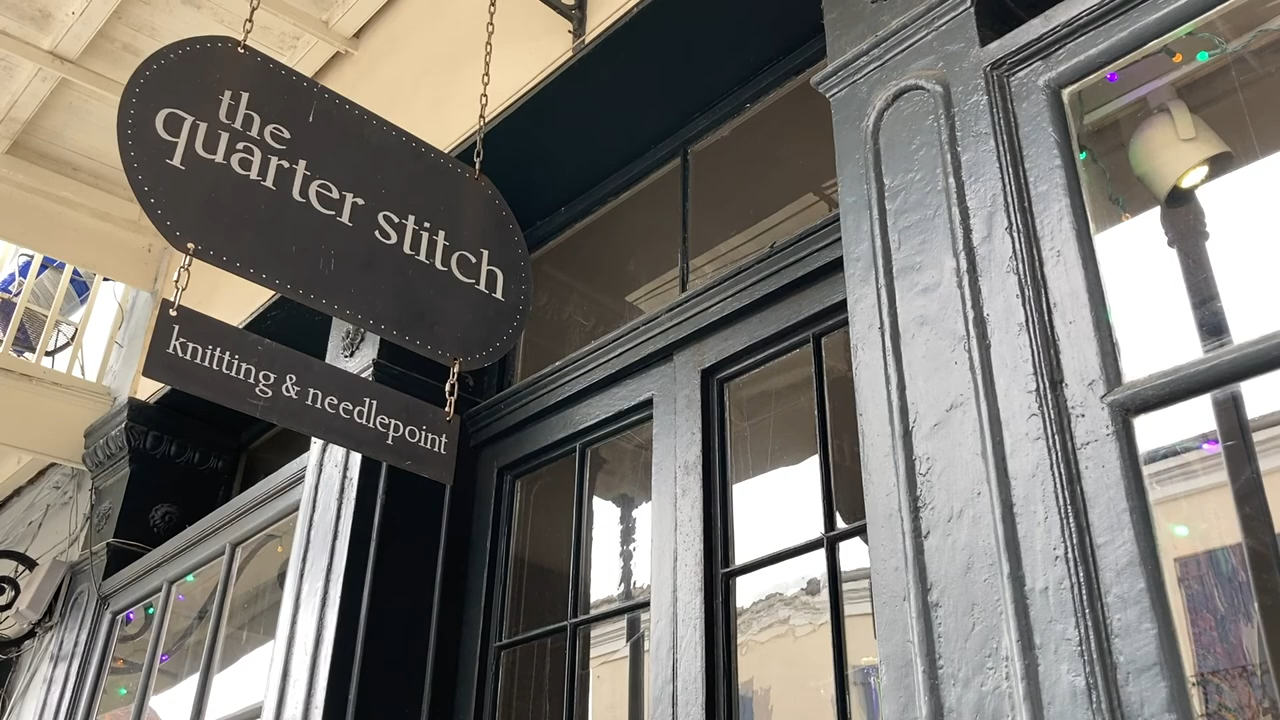 the
quarter stitch
knitting & needlepoint